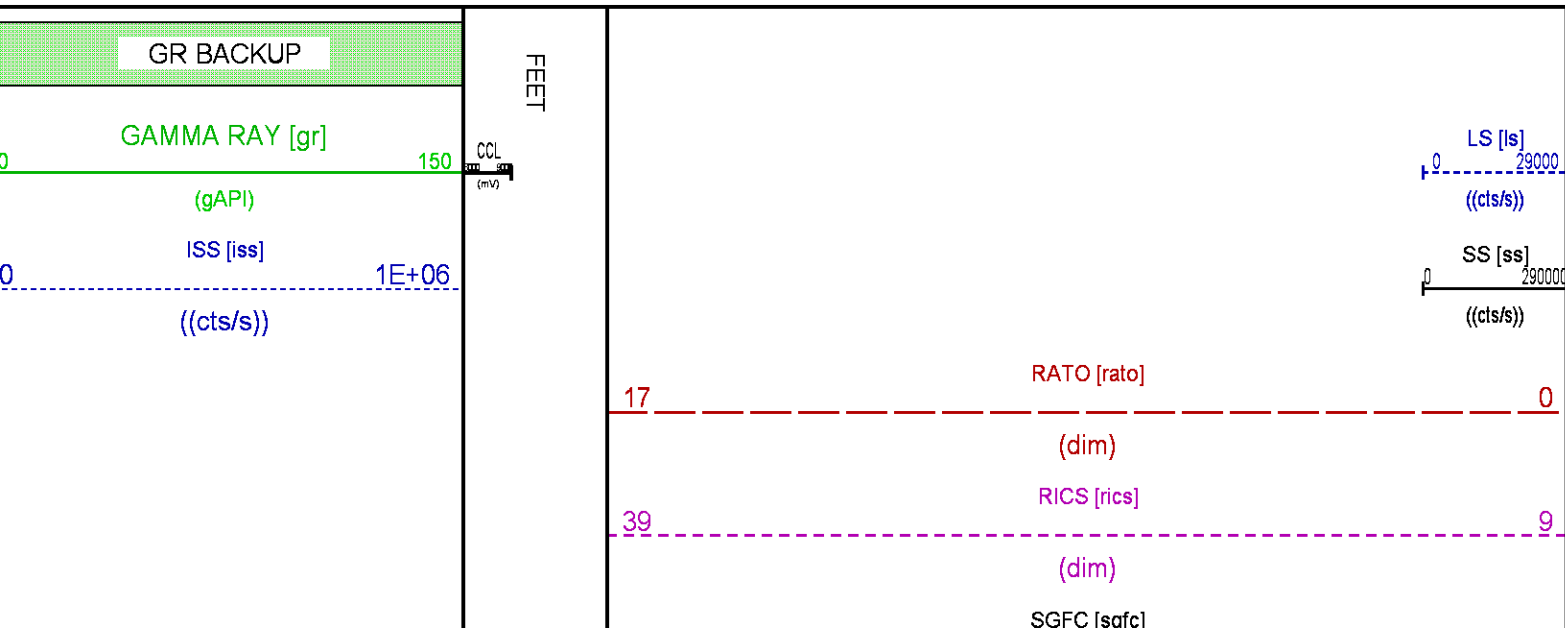 GR BACKUP
FEET
GAMMA RAY [gr]
0 150
(gAPI)
ISS [iss]
0 1E+06
((cts/s))
CCL
(mV)
LS [ls]
0 29000
((cts/s))
SS [ss]
0 290000
((cts/s))
RATO [rato]
17 0
(dim)
RICS [rics]
39 9
(dim)
SGFC [sgfc]